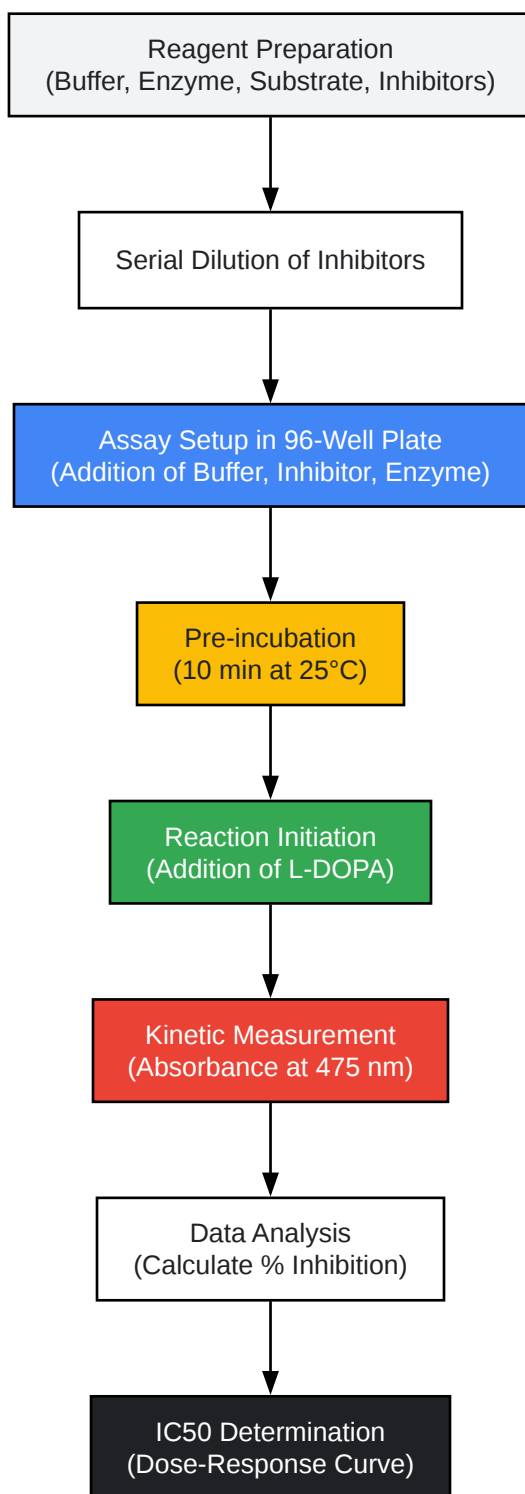 Reagent Preparation
(Buffer, Enzyme, Substrate, Inhibitors)
Serial Dilution of Inhibitors
Assay Setup in 96-Well Plate
(Addition of Buffer, Inhibitor, Enzyme)
Pre-incubation
(10 min at 25°C)
Reaction Initiation
(Addition of L-DOPA)
Kinetic Measurement
(Absorbance at 475 nm)
Data Analysis
(Calculate % Inhibition)
IC50 Determination
(Dose-Response Curve)